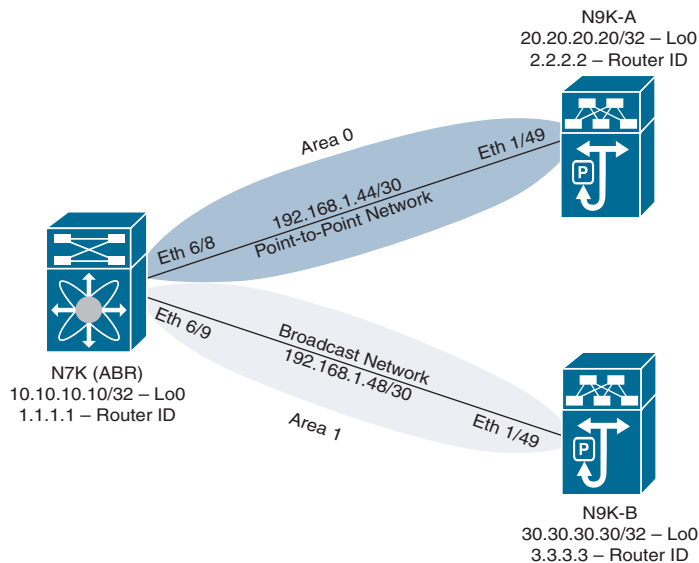 N9K-A
20.20.20.20/32 – Lo0
2.2.2.2 – Router ID
Area 0
Eth 1/49
192.168.1.44/30
Point-to-Point Network
Eth 6/8
P
Eth 6/9
Broadcast Network
192.168.1.48/30
Area 1
Eth 1/49
P
N7K (ABR)
10.10.10.10/32 – Lo0
1.1.1.1 – Router ID
N9K-B
30.30.30.30/32 – Lo0
3.3.3.3 – Router ID